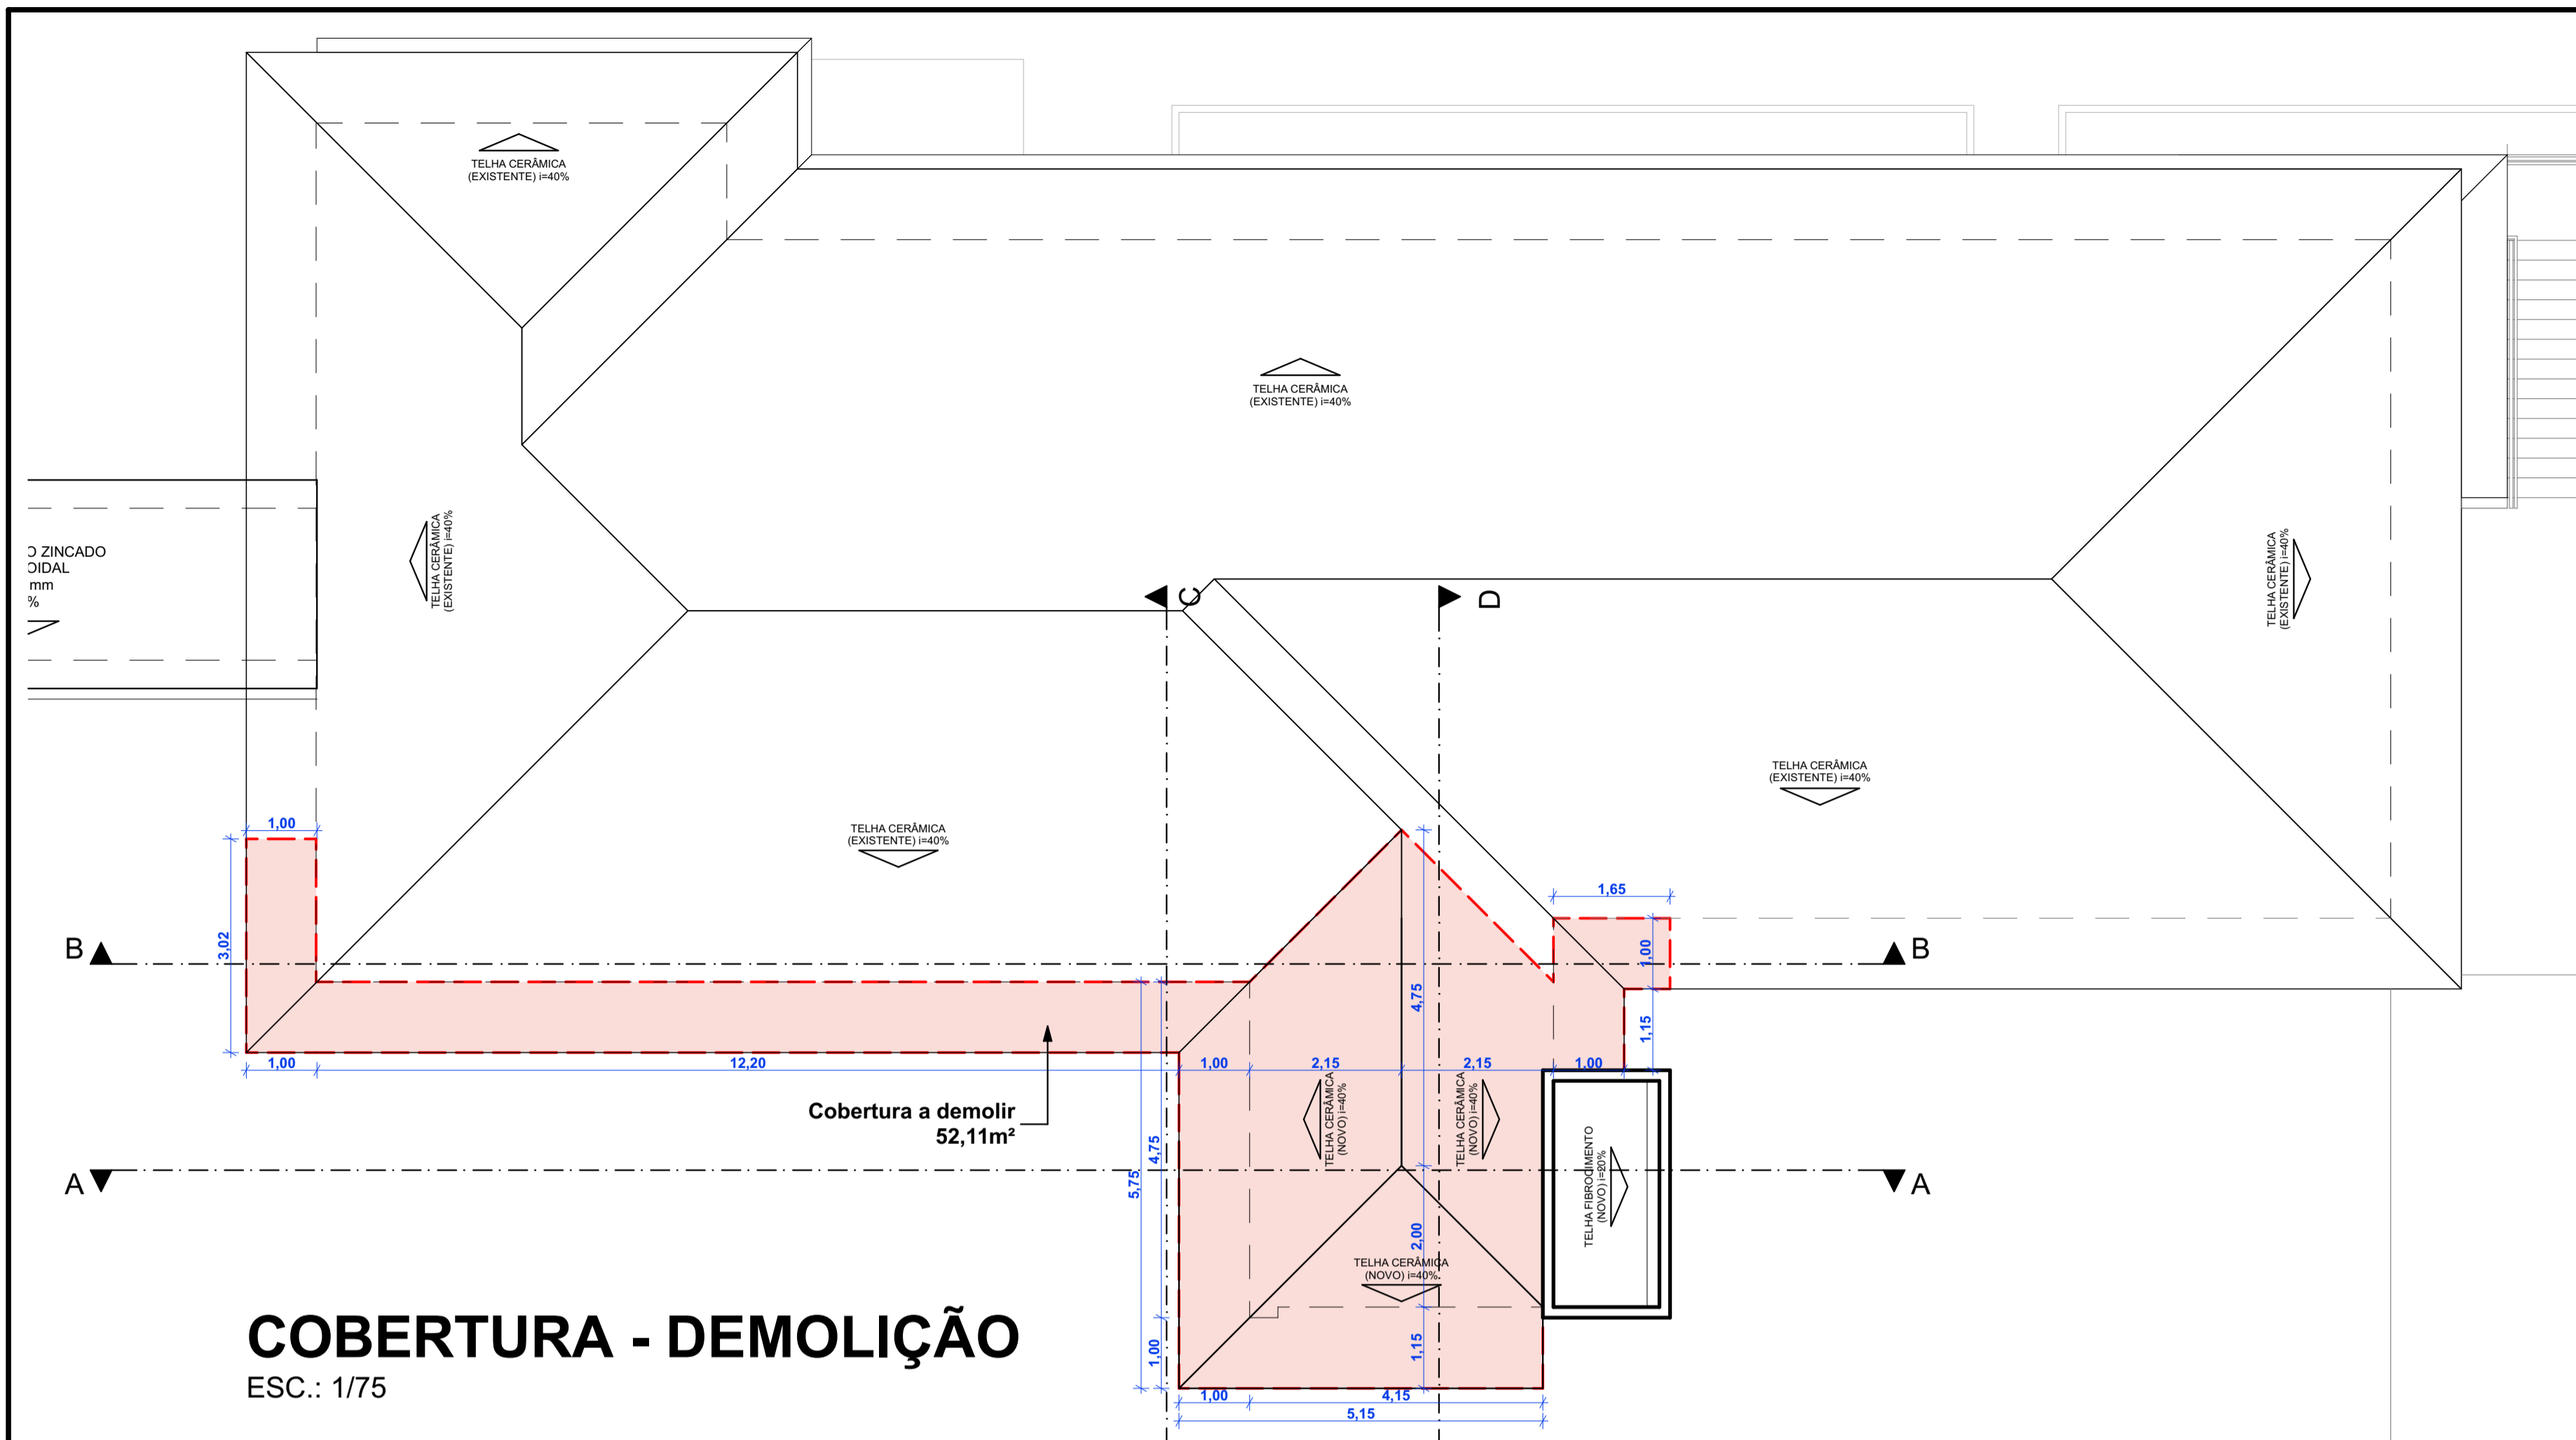 TELHA CERÂMICA
(EXISTENTE) i=40%
TELHA CERÂMICA
(EXISTENTE) i=40%
TELHA CERÂMICA
(EXISTENTE) i=40%
TELHA CERÂMICA
(EXISTENTE) i=40%
O ZINCADO
OIDAL
mm
%
C
D
TELHA CERÂMICA
(EXISTENTE) i=40%
TELHA CERÂMICA
(EXISTENTE) i=40%
1,00
3,02
1,65
1,00
1,15
4,75
B
B
1,00
12,20
1,00
2,15
2,15
1,00
Cobertura a demolir
52,11m²
TELHA CERÂMICA
(NOVO) i=40%
TELHA CERÂMICA
(NOVO) i=40%
TELHA FIBROCIMENTO
(NOVO) i=20%
4,75
5,75
A
A
2,00
TELHA CERÂMICA
(NOVO) i=40%
1,15
1,00
1,00
4,15
5,15
COBERTURA - DEMOLIÇÃO
ESC.: 1/75